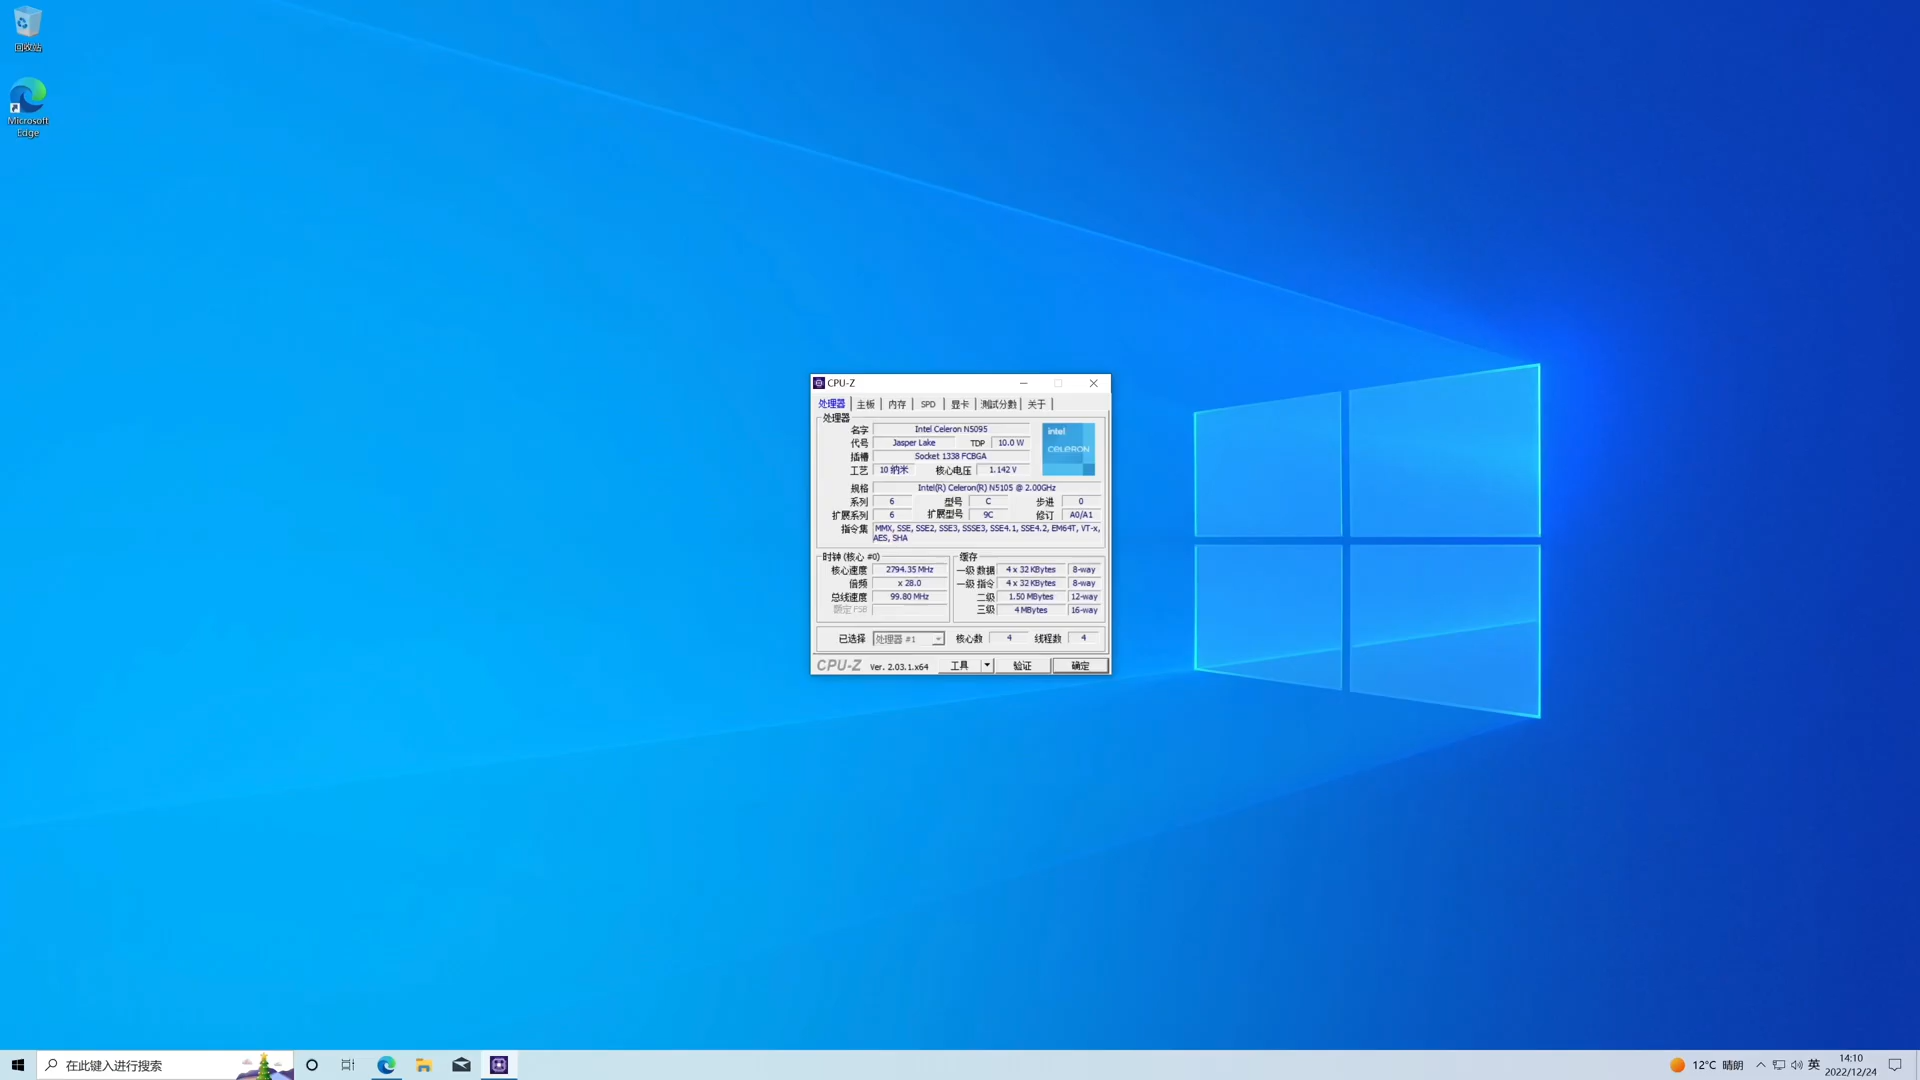 回收站
Microsoft
Edge
CPU-Z
处理器 主板 内存 SPD 显卡 测试分数 关于
处理器
名字 Intel Celeron N5095
代号 Jasper Lake TDP 10.0 W
插槽 Socket 1338 FCBGA
工艺 10 纳米 核心电压 1.142 V
intel
CELERON
规格 Intel(R) Celeron(R) N5105 @ 2.00GHz
系列 6 型号 C 步进 0
扩展系列 6 扩展型号 9C 修订 A0/A1
指令集 MMX, SSE, SSE2, SSE3, SSSE3, SSE4.1, SSE4.2, EM64T, VT-x,
AES, SHA
时钟 (核心 #0)
核心速度 2794.35 MHz
倍频 x 28.0
总线速度 99.80 MHz
额定 FSB
缓存
一级 数据 4 x 32 KBytes 8-way
一级 指令 4 x 32 KBytes 8-way
二级 1.50 MBytes 12-way
三级 4 MBytes 16-way
已选择 处理器 #1 核心数 4 线程数 4
CPU-Z Ver. 2.03.1.x64 工具 验证 确定
在此键入进行搜索
12°C 晴朗 英 14:10
2022/12/24